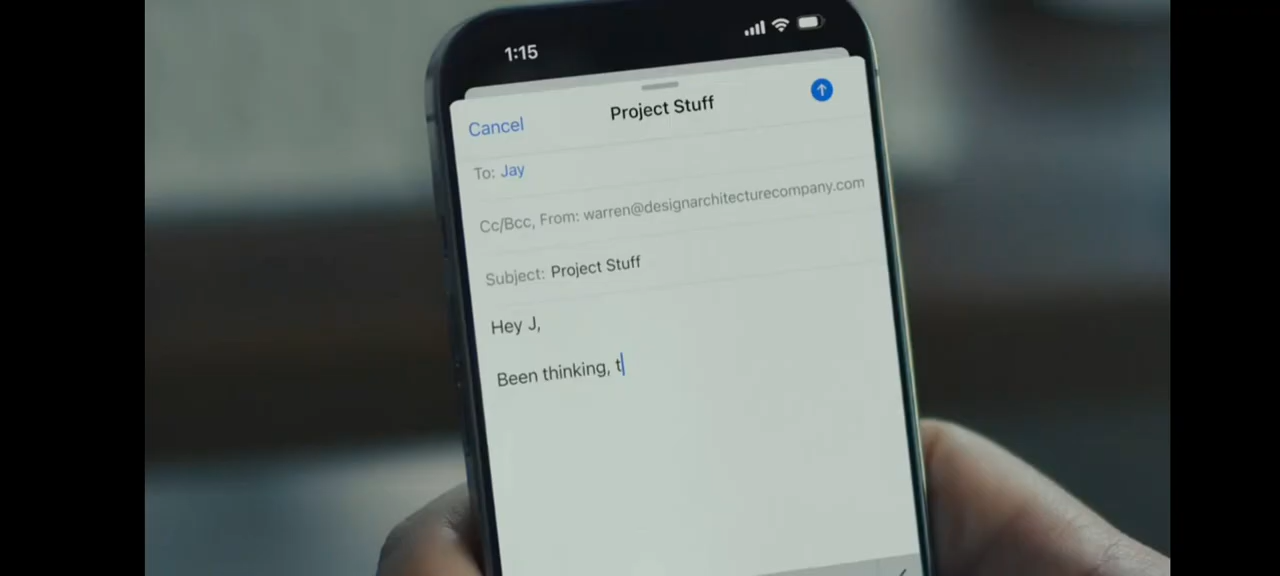 1:15
Cancel
Project Stuff
To: Jay
Cc/Bcc, From: warren@designarchitecturecompany.com
Subject: Project Stuff
Hey J,
Been thinking, t